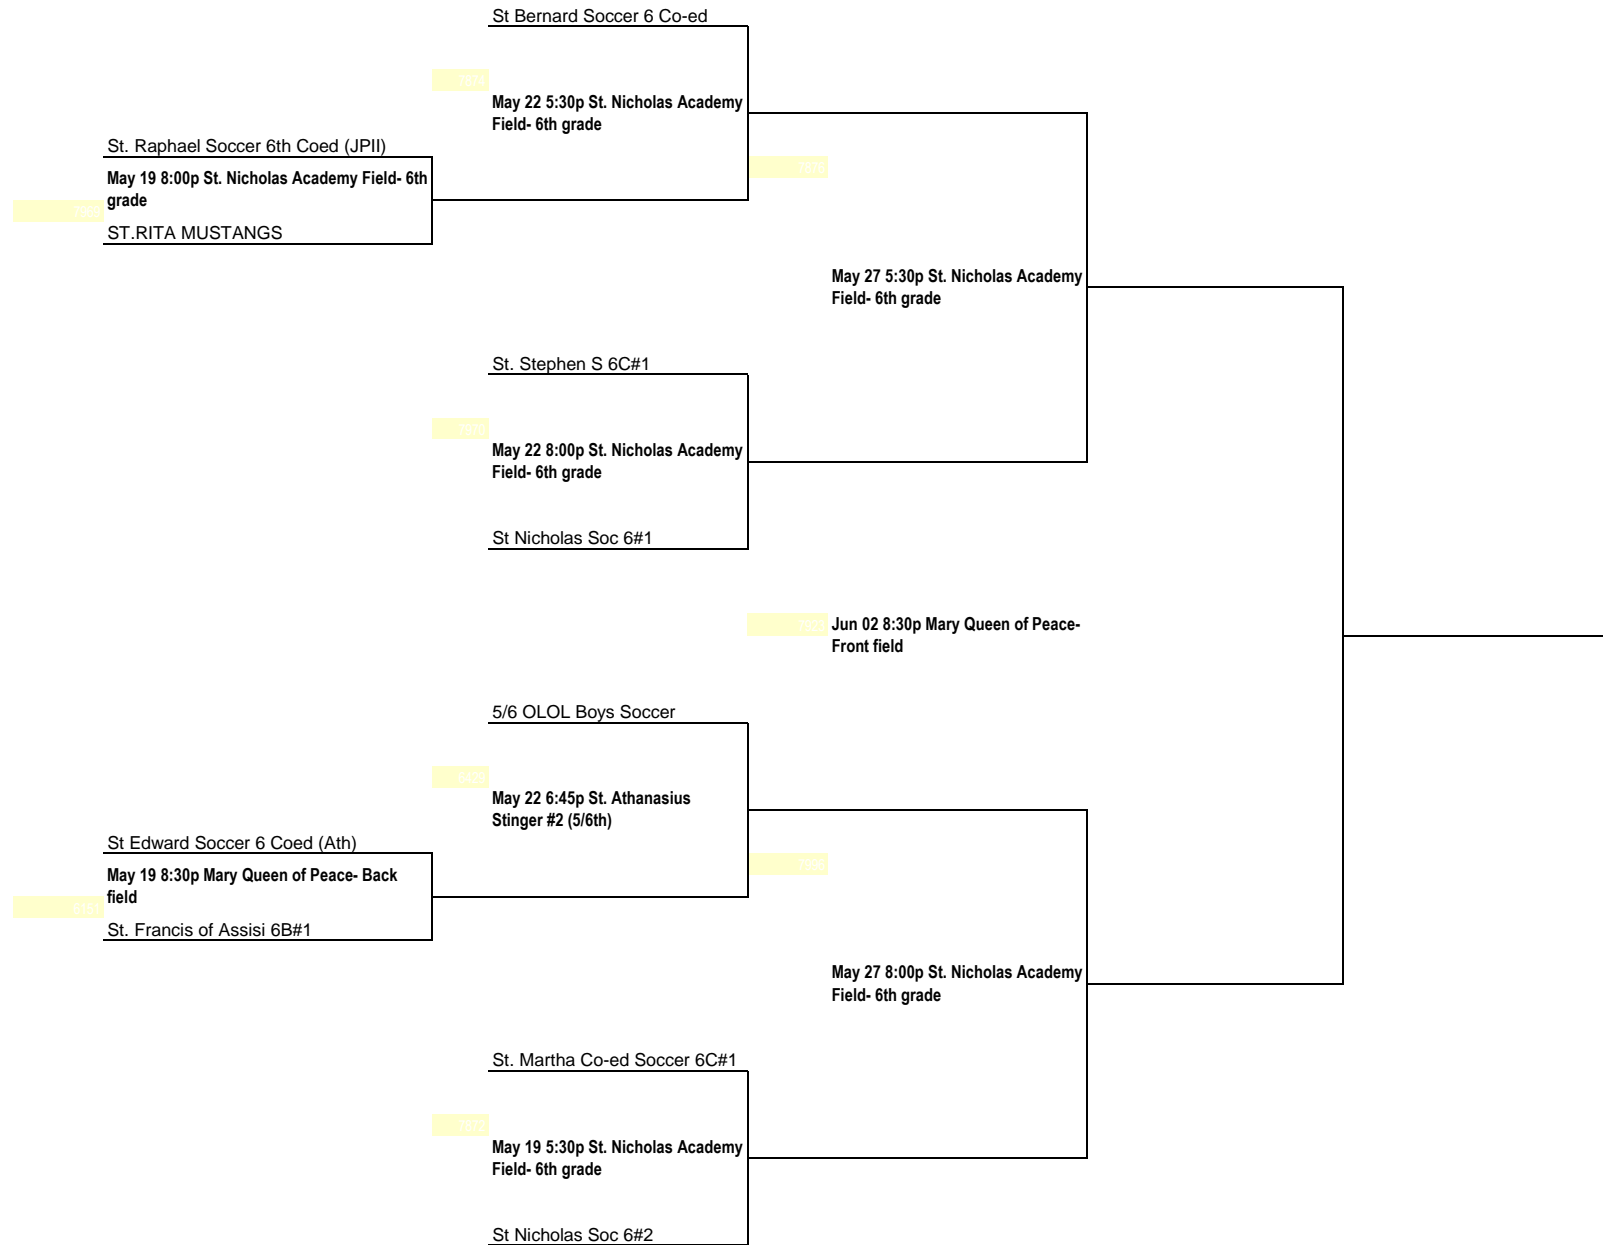 St Bernard Soccer 6 Co-ed
May 22 5:30p St. Nicholas Academy
Field- 6th grade
St. Raphael Soccer 6th Coed (JPII)
May 19 8:00p St. Nicholas Academy Field- 6th
grade
ST.RITA MUSTANGS
May 27 5:30p St. Nicholas Academy
Field- 6th grade
St. Stephen S 6C#1
May 22 8:00p St. Nicholas Academy
Field- 6th grade
St Nicholas Soc 6#1
Jun 02 8:30p Mary Queen of Peace-
Front field
5/6 OLOL Boys Soccer
May 22 6:45p St. Athanasius
Stinger #2 (5/6th)
St Edward Soccer 6 Coed (Ath)
May 19 8:30p Mary Queen of Peace- Back
field
St. Francis of Assisi 6B#1
May 27 8:00p St. Nicholas Academy
Field- 6th grade
St. Martha Co-ed Soccer 6C#1
May 19 5:30p St. Nicholas Academy
Field- 6th grade
St Nicholas Soc 6#2